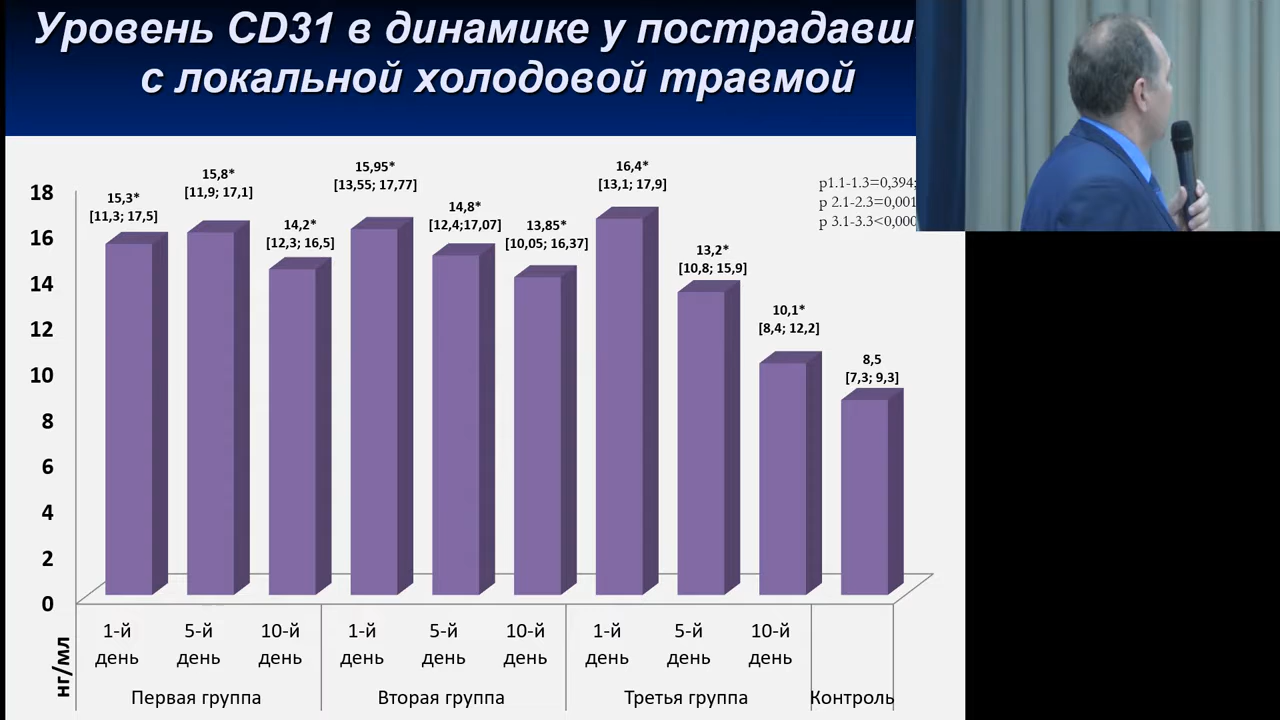 Уровень CD31 в динамике у
с локальной холодовой травмой
15,3*
[11,3; 17,5]
15,8*
[11,9; 17,1]
14,2*
[12,3; 16,5]
15,95*
[13,55; 17,77]
14,8*
[12,4;17,07]
13,85*
[10,05; 16,37]
16,4*
[13,1; 17,9]
13,2*
[10,8; 15,9]
10,1*
[8,4; 12,2]
8,5
[7,3; 9,3]
p1.1-1.3=0,394;
p 2.1-2.3=0,001
p 3.1-3.3<0,000
18
16
14
12
10
8
6
4
2
0
нг/мл
1-й день
5-й день
10-й день
1-й день
5-й день
10-й день
1-й день
5-й день
10-й день
Первая группа
Вторая группа
Третья группа
Контроль